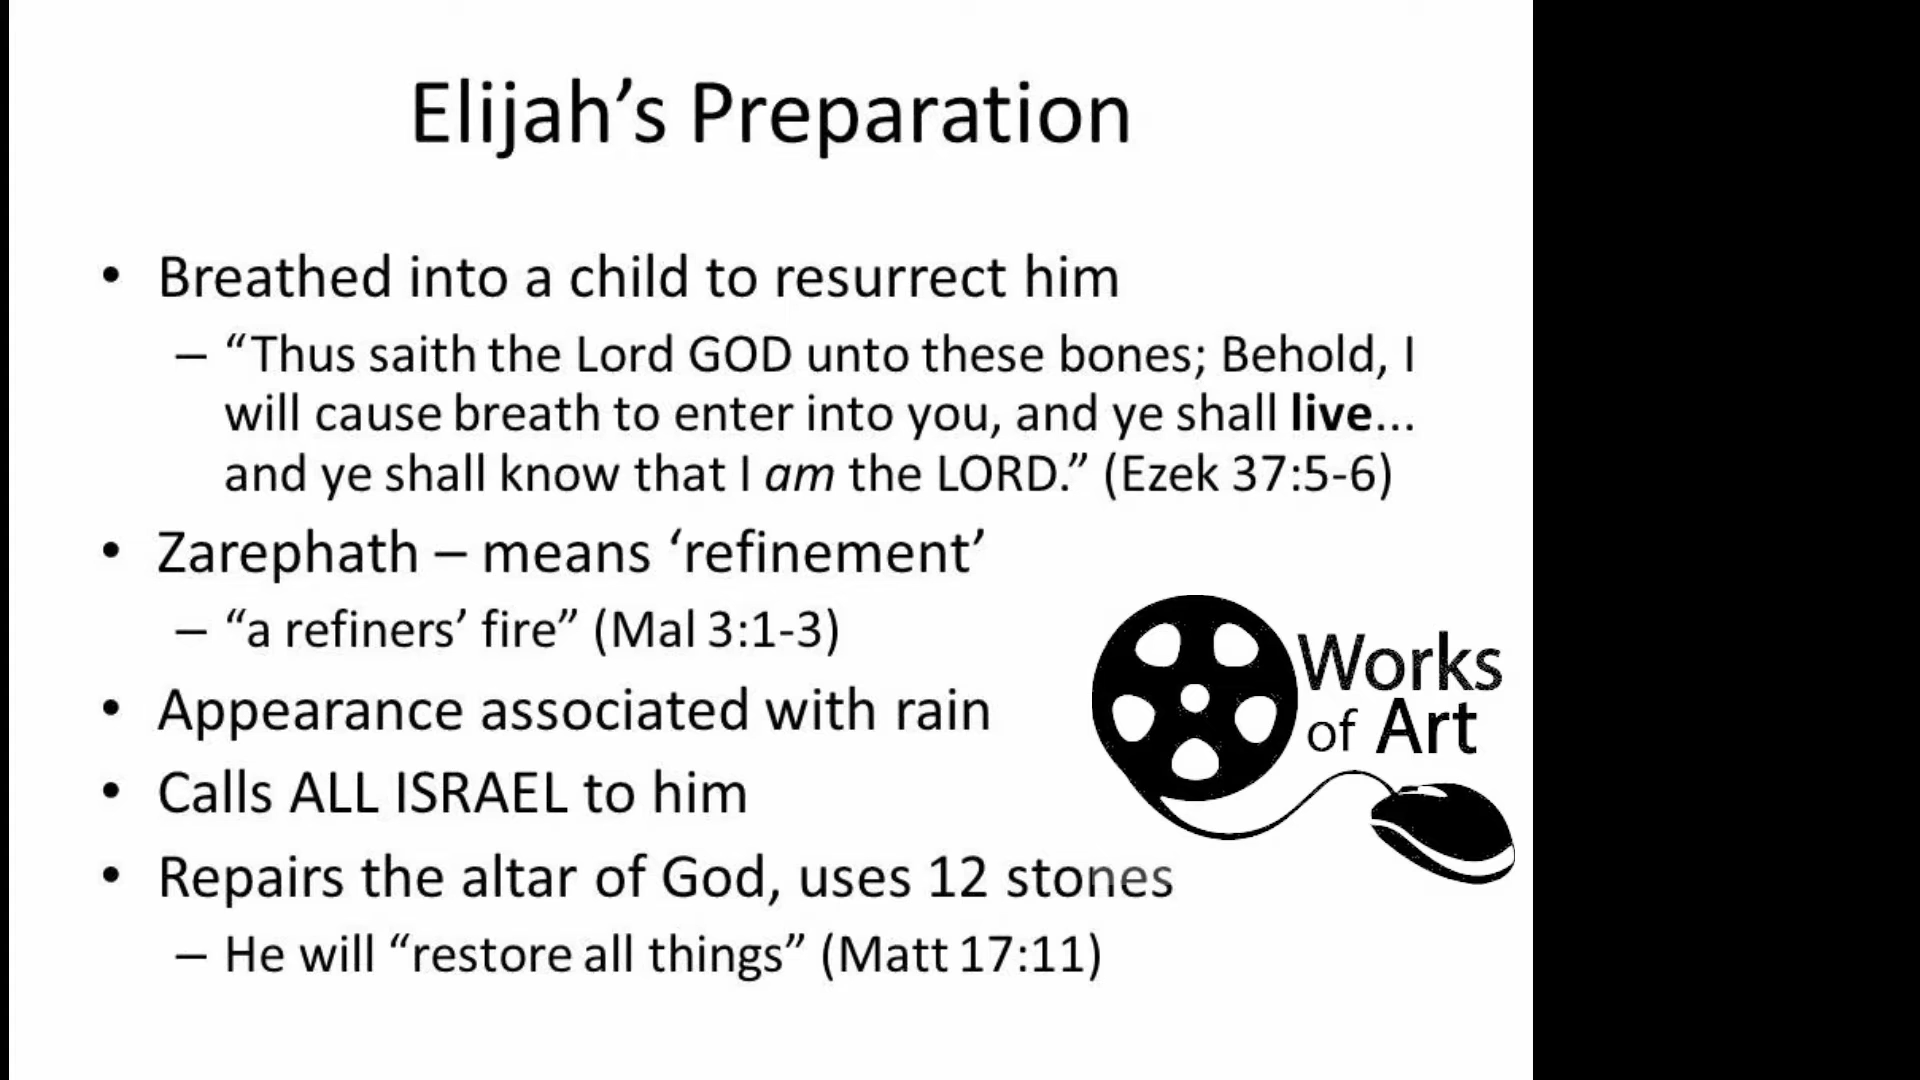 Elijah’s Preparation
• Breathed into a child to resurrect him
– “Thus saith the Lord GOD unto these bones; Behold, I
will cause breath to enter into you, and ye shall live...
and ye shall know that I am the LORD.” (Ezek 37:5-6)
• Zarephath – means ‘refinement’
– “a refiners’ fire” (Mal 3:1-3)
• Appearance associated with rain
• Calls ALL ISRAEL to him
• Repairs the altar of God, uses 12 stones
– He will “restore all things” (Matt 17:11)
Works
of Art